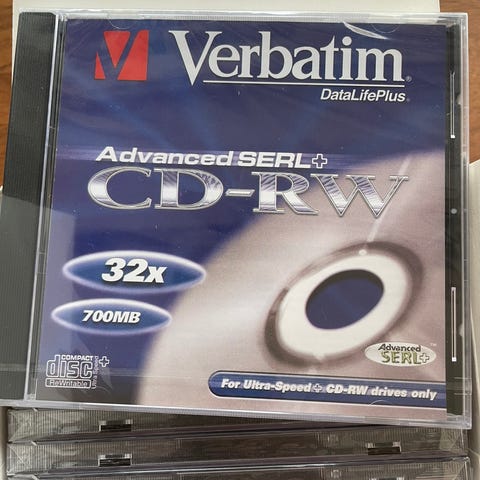 Verbatim®
DataLifePlus®
Advanced SERL+
CD-RW
32x
700MB
COMPACT
disc
ReWritable
Advanced
SERL+™
For Ultra-Speed+ CD-RW drives only